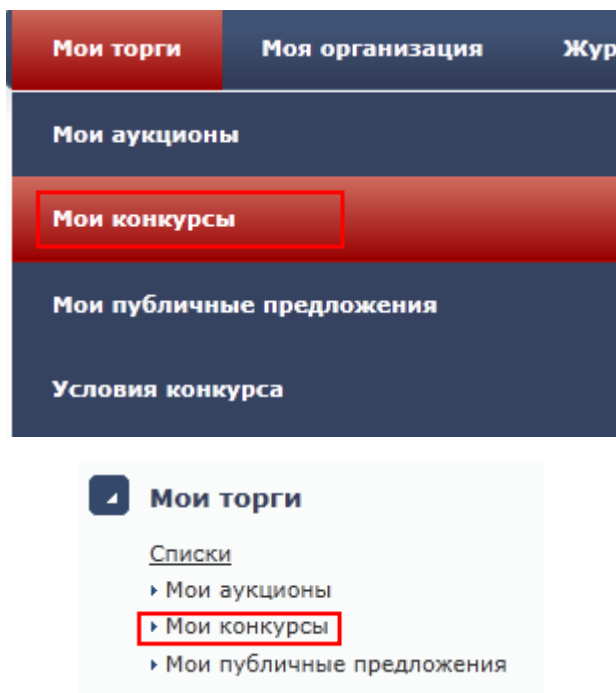 Мои торги Моя организация Жур
Мои аукционы
Мои конкурсы
Мои публичные предложения
Условия конкурса
Мои торги
Списки
Мои аукционы
Мои конкурсы
Мои публичные предложения